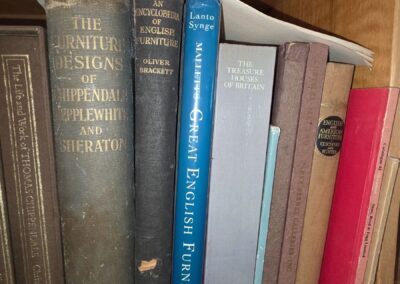 The Life and Work of THOMAS CHIPPENDALE
THE
FURNITURE
DESIGNS
OF
CHIPPENDALE
HEPPLEWHITE
AND
SHERATON
AN
ENCYCLOPÆDIA
OF
ENGLISH
FURNITURE
OLIVER
BRACKETT
Lanto
Synge
MALLETT'S GREAT ENGLISH FURN
THE
TREASURE
HOUSES
OF BRITAIN
ENGLISH
AND
AMERICAN
FURNITURE